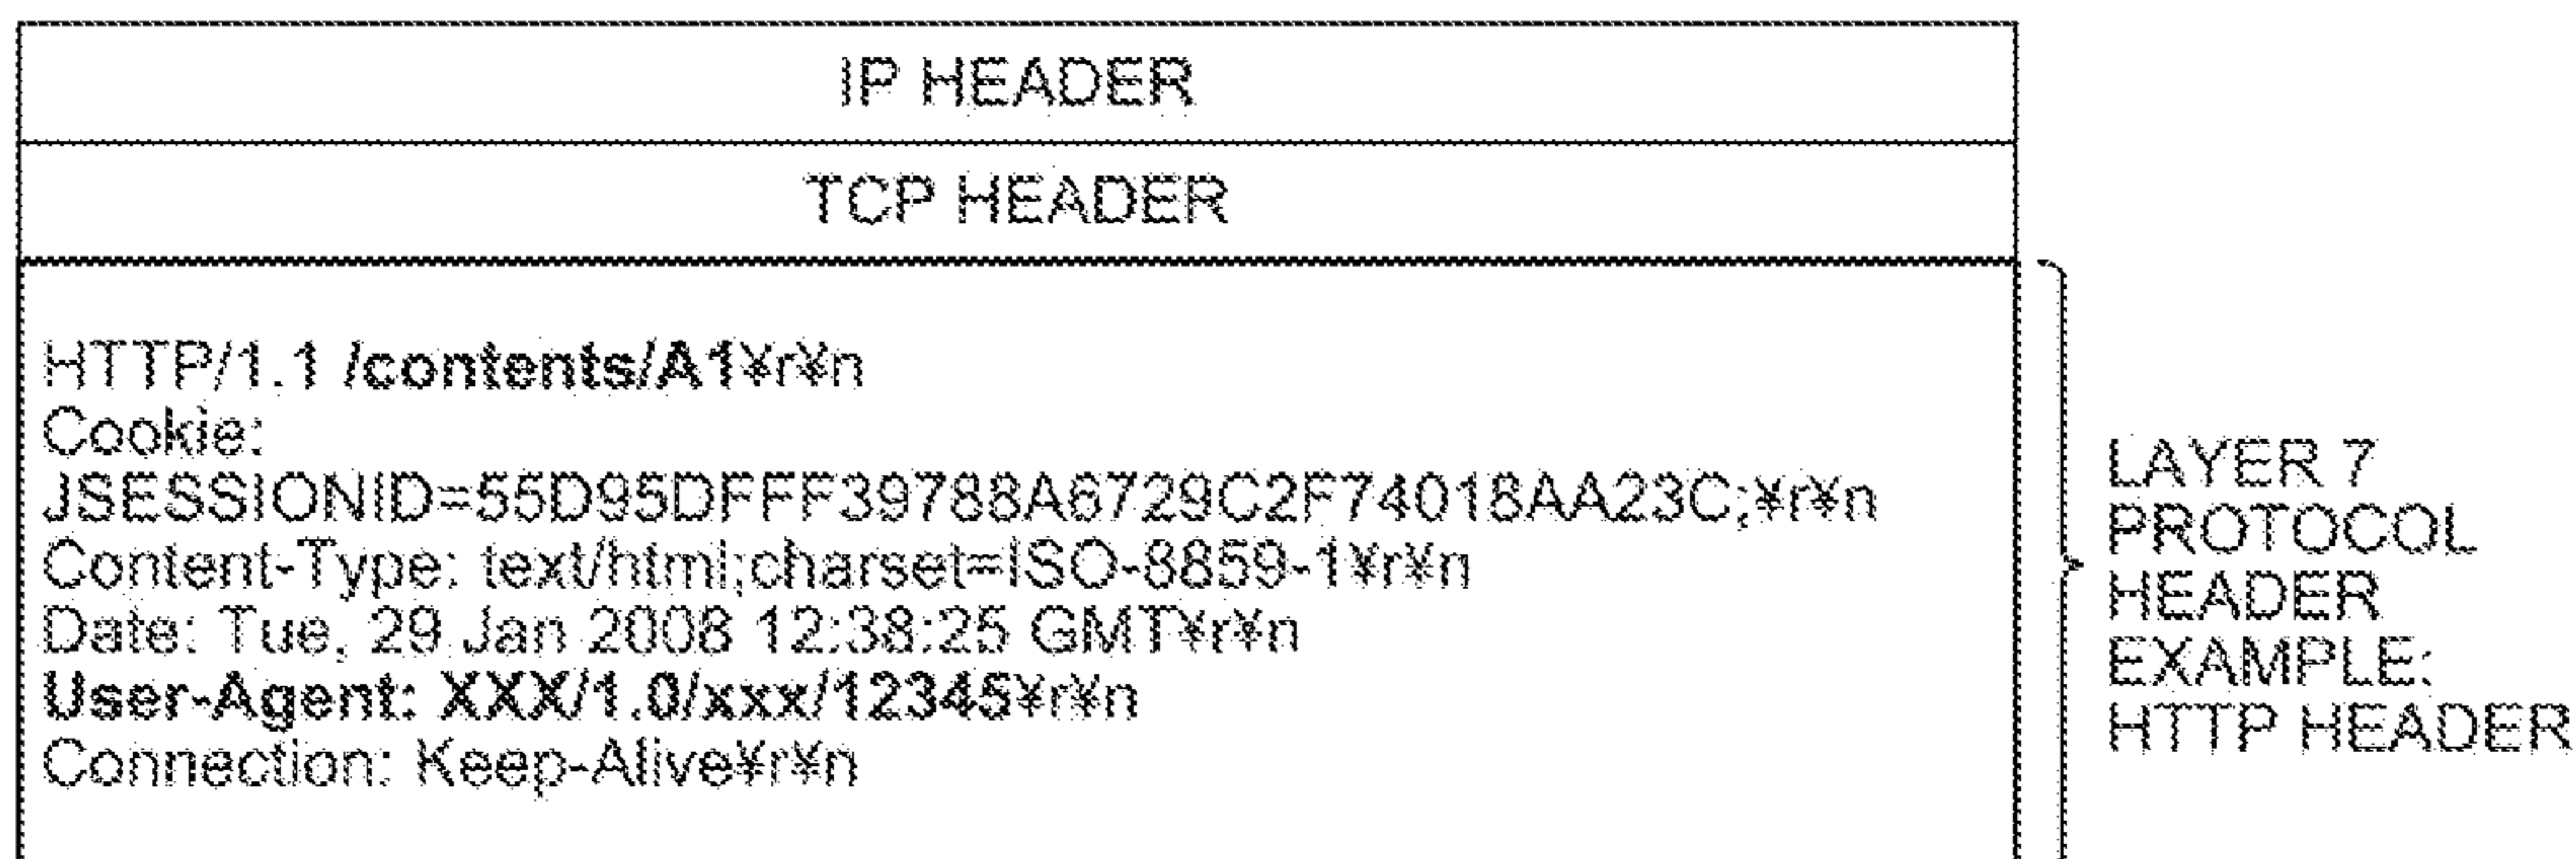 IP HEADER
TCP HEADER
HTTP/1.1 /contents/A1¥r¥n
Cookie:
JSESSIONID=55D95DFFF39788A6729C2F74018AA23C;¥r¥n
Content-Type: text/html;charset=ISO-8859-1¥r¥n
Date: Tue, 29 Jan 2008 12:38:25 GMT¥r¥n
User-Agent: XXX/1.0/xxx/12345¥r¥n
Connection: Keep-Alive¥r¥n
LAYER 7
PROTOCOL
HEADER
EXAMPLE:
HTTP HEADER